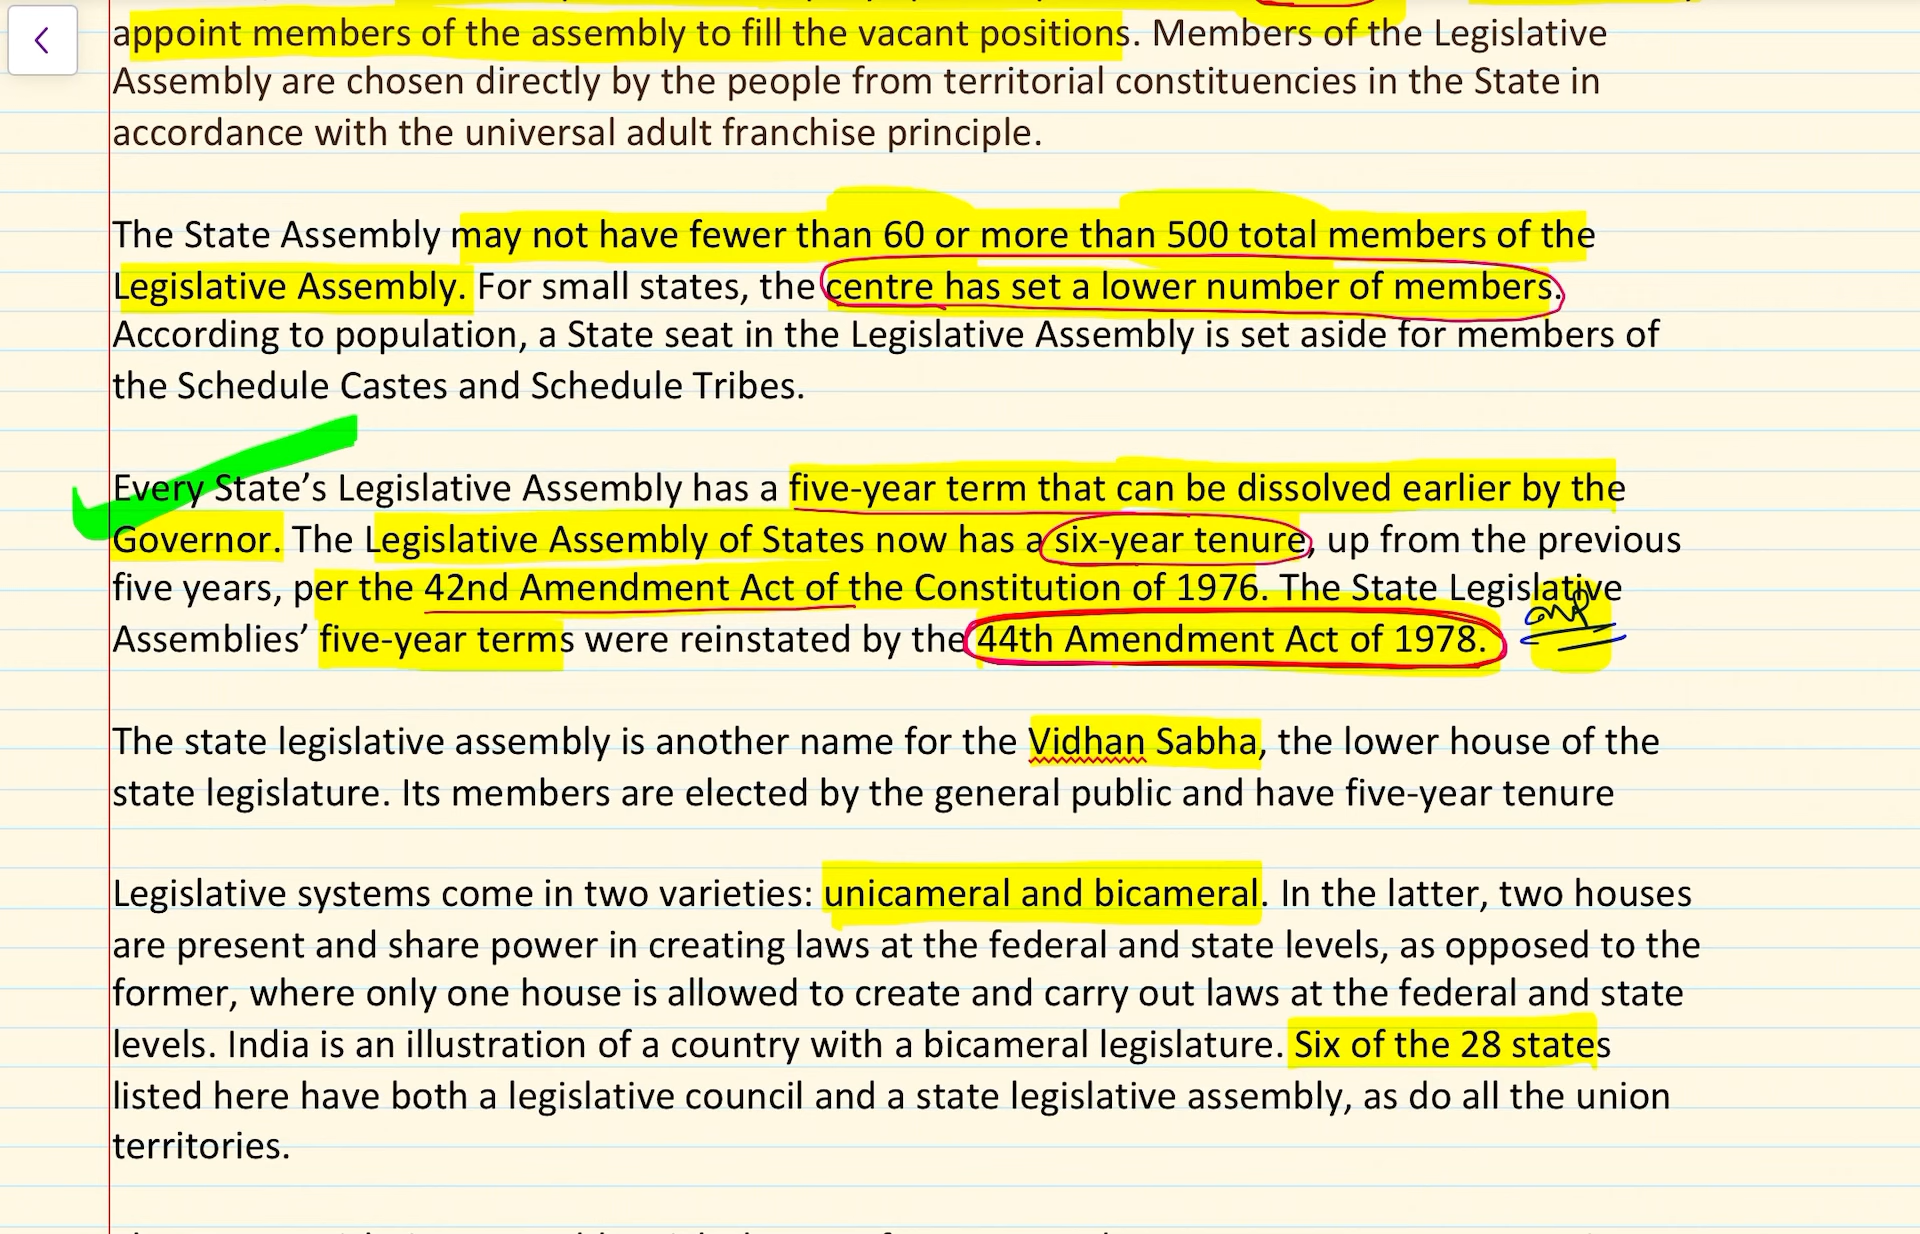 appoint members of the assembly to fill the vacant positions. Members of the Legislative
Assembly are chosen directly by the people from territorial constituencies in the State in
accordance with the universal adult franchise principle.
The State Assembly may not have fewer than 60 or more than 500 total members of the
Legislative Assembly. For small states, the centre has set a lower number of members.
According to population, a State seat in the Legislative Assembly is set aside for members of
the Schedule Castes and Schedule Tribes.
Every State’s Legislative Assembly has a five-year term that can be dissolved earlier by the
Governor. The Legislative Assembly of States now has a six-year tenure, up from the previous
five years, per the 42nd Amendment Act of the Constitution of 1976. The State Legislative
Assemblies’ five-year terms were reinstated by the 44th Amendment Act of 1978.
The state legislative assembly is another name for the Vidhan Sabha, the lower house of the
state legislature. Its members are elected by the general public and have five-year tenure
Legislative systems come in two varieties: unicameral and bicameral. In the latter, two houses
are present and share power in creating laws at the federal and state levels, as opposed to the
former, where only one house is allowed to create and carry out laws at the federal and state
levels. India is an illustration of a country with a bicameral legislature. Six of the 28 states
listed here have both a legislative council and a state legislative assembly, as do all the union
territories.